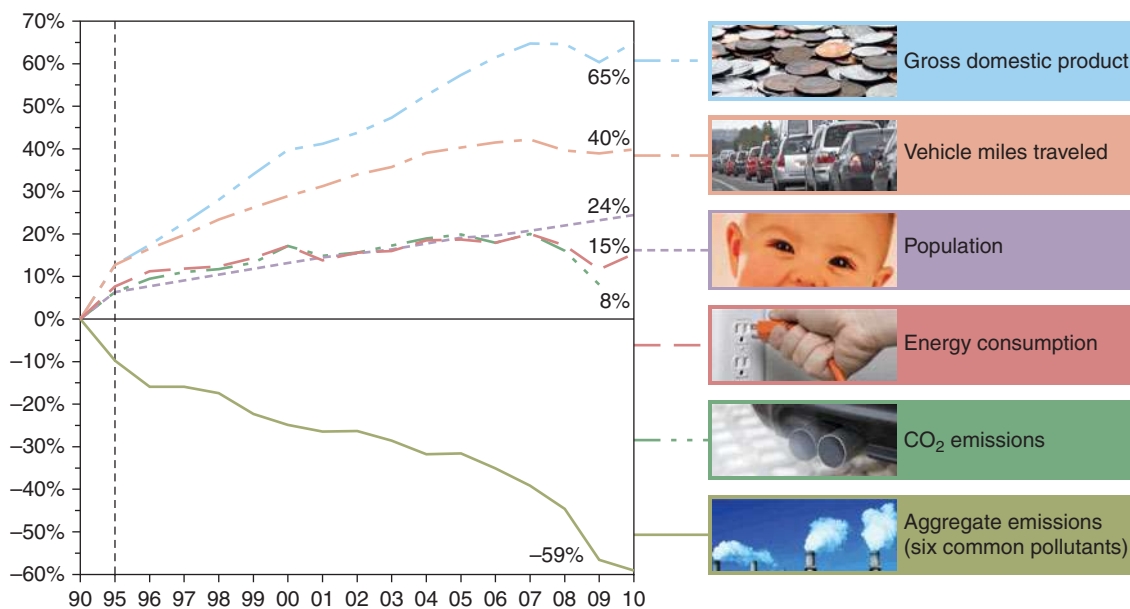 70%
60%
50%
40%
30%
20%
10%
0%
–10%
–20%
–30%
–40%
–50%
–60%
90 95 96 97 98 99 00 01 02 03 04 05 06 07 08 09 10
65%
40%
24%
15%
8%
–59%
Gross domestic product
Vehicle miles traveled
Population
Energy consumption
CO₂ emissions
Aggregate emissions
(six common pollutants)